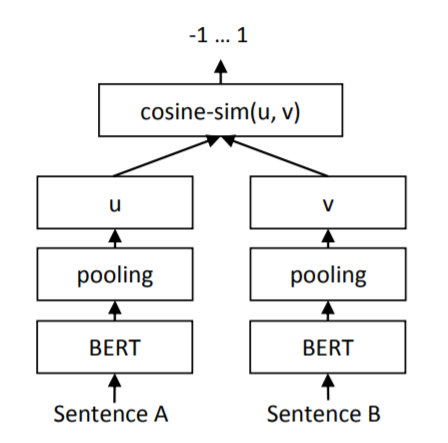 -1 … 1
cosine-sim(u, v)
u
v
pooling
pooling
BERT
BERT
Sentence A
Sentence B